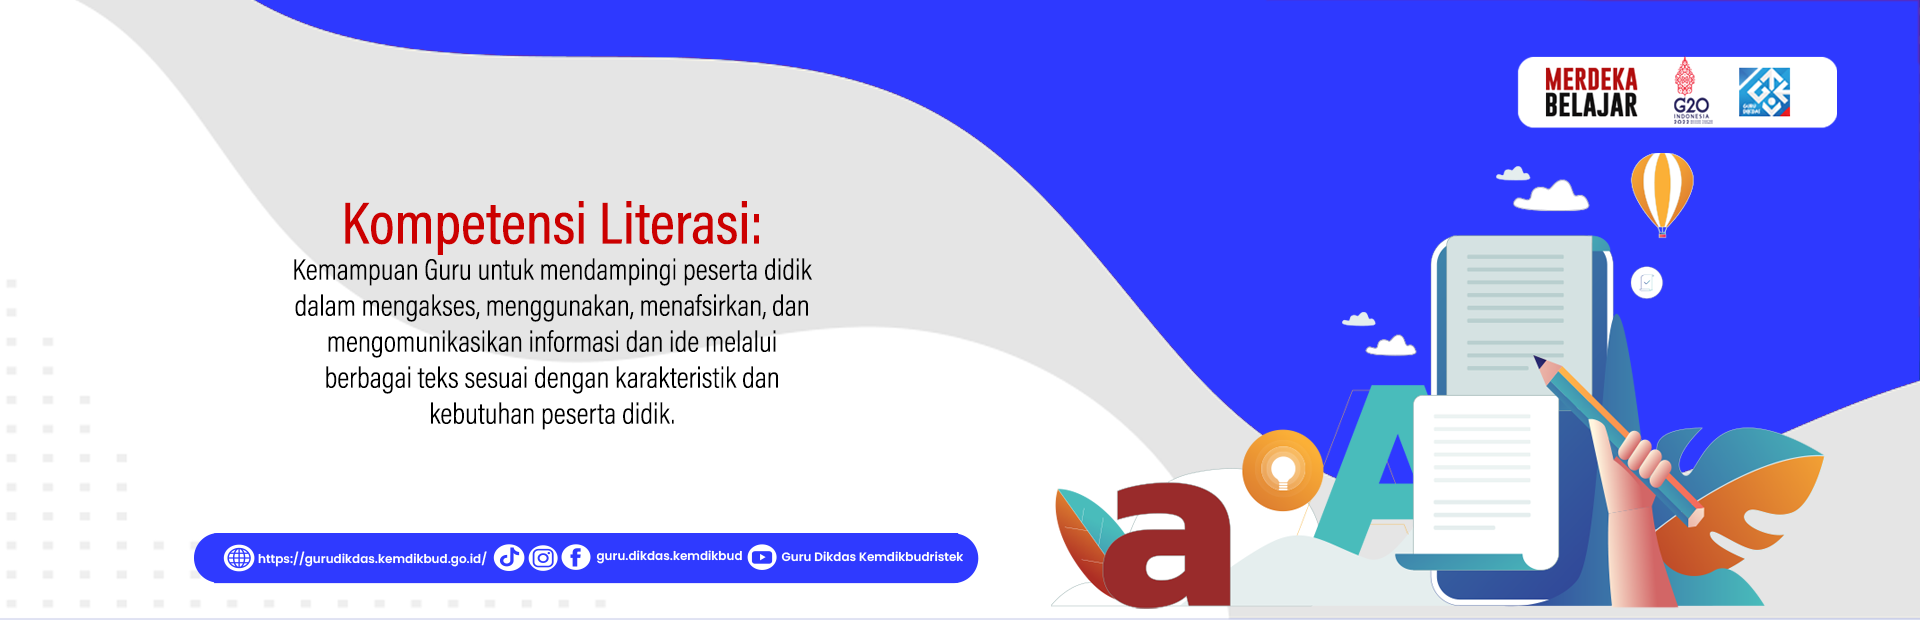 MERDEKA
BELAJAR
G20
INDONESIA
2022
Kompetensi Literasi:
Kemampuan Guru untuk mendampingi peserta didik
dalam mengakses, menggunakan, menafsirkan, dan
mengomunikasikan informasi dan ide melalui
berbagai teks sesuai dengan karakteristik dan
kebutuhan peserta didik.
A
a
https://gurudikdas.kemdikbud.go.id/ guru.dikdas.kemdikbud Guru Dikdas Kemdikbudristek